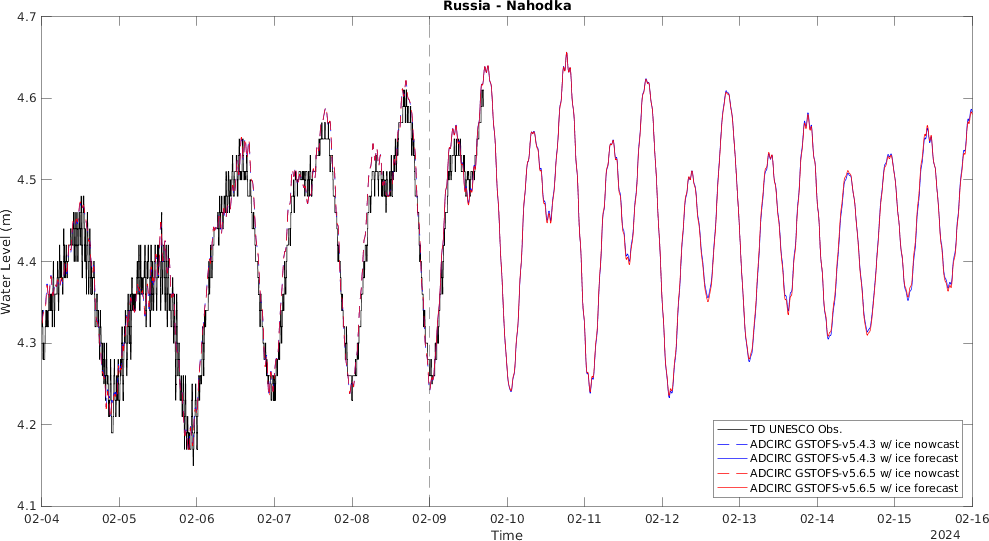 Russia - Nahodka
4.7
4.6
4.5
4.4
4.3
4.2
4.1
Water Level (m)
TD UNESCO Obs.
ADCIRC GSTOFS-v5.4.3 w/ ice nowcast
ADCIRC GSTOFS-v5.4.3 w/ ice forecast
ADCIRC GSTOFS-v5.6.5 w/ ice nowcast
ADCIRC GSTOFS-v5.6.5 w/ ice forecast
02-04 02-05 02-06 02-07 02-08 02-09 02-10 02-11 02-12 02-13 02-14 02-15 02-16
Time
2024